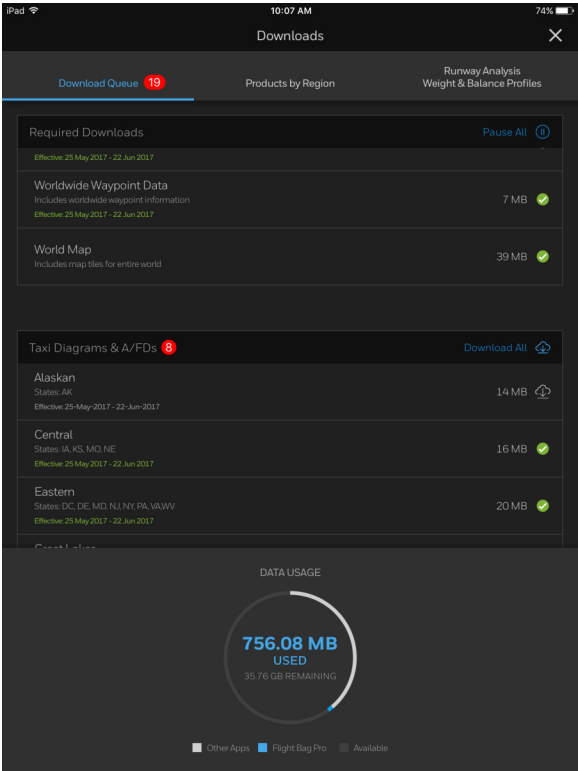 iPad 10:07 AM 74%
Downloads
Download Queue 19 Products by Region Runway Analysis
Weight & Balance Profiles
Required Downloads Pause All
Effective: 25 May 2017 - 22 Jun 2017
Worldwide Waypoint Data
Includes worldwide waypoint information 7 MB
Effective: 25 May 2017 - 22 Jun 2017
World Map
Includes map tiles for entire world 39 MB
Taxi Diagrams & A/FDs 8 Download All
Alaskan
States: AK 14 MB
Effective: 25-May-2017 - 22-Jun-2017
Central
States: IA, KS, MO, NE 16 MB
Effective: 25 May 2017 - 22 Jun 2017
Eastern
States: DC, DE, MD, NJ, NY, PA, VA,WV 20 MB
Effective: 25 May 2017 - 22 Jun 2017
Great Lakes
DATA USAGE
756.08 MB
USED
35.76 GB REMAINING
Other Apps Flight Bag Pro Available